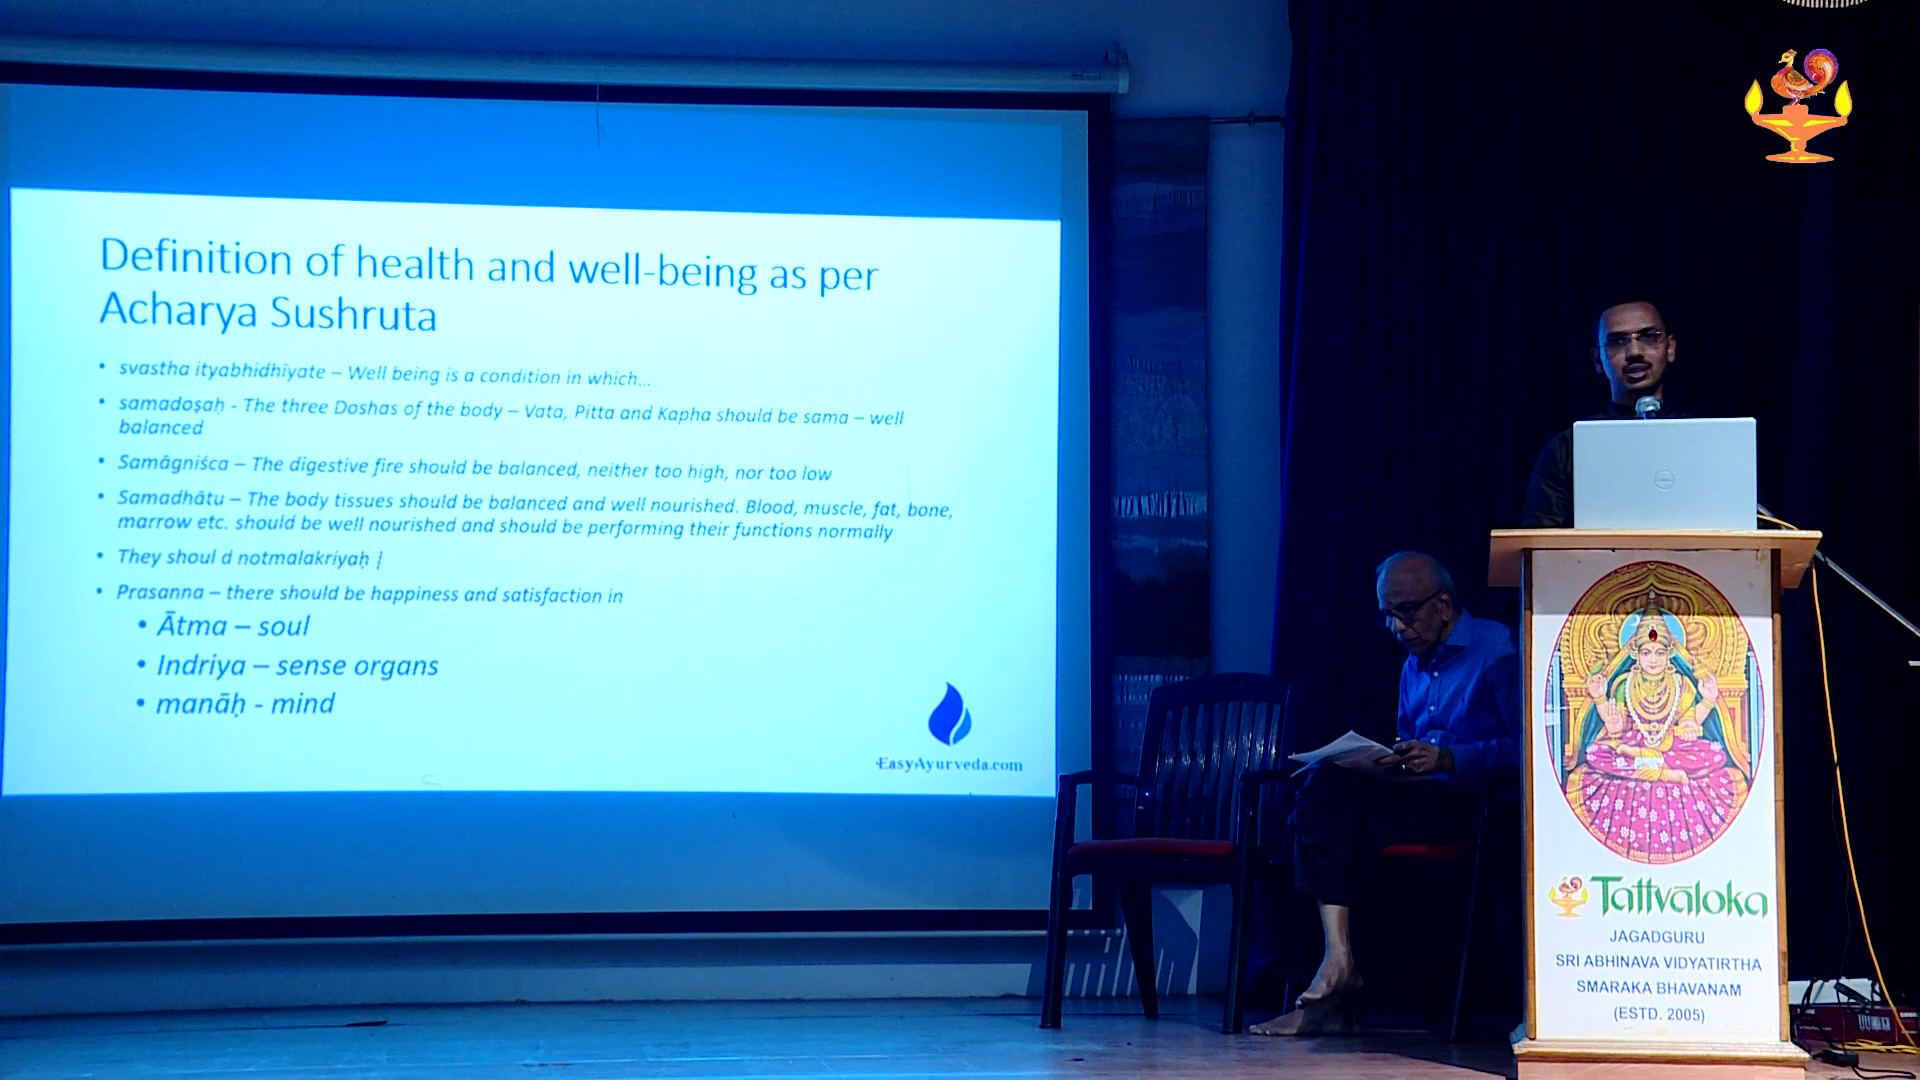 Definition of health and well-being as per
Acharya Sushruta
• svastha ityabhidhīyate – Well being is a condition in which...
• samadoṣaḥ - The three Doshas of the body – Vata, Pitta and Kapha should be sama – well
balanced
• Samāgniśca – The digestive fire should be balanced, neither too high, nor too low
• Samadhātu – The body tissues should be balanced and well nourished. Blood, muscle, fat, bone,
marrow etc. should be well nourished and should be performing their functions normally
• They shoul d notmalakriyaḥ |
• Prasanna – there should be happiness and satisfaction in
• Ātma – soul
• Indriya – sense organs
• manāḥ - mind
EasyAyurveda.com
DELL
Tattvāloka
JAGADGURU
SRI ABHINAVA VIDYATIRTHA
SMARAKA BHAVANAM
(ESTD. 2005)